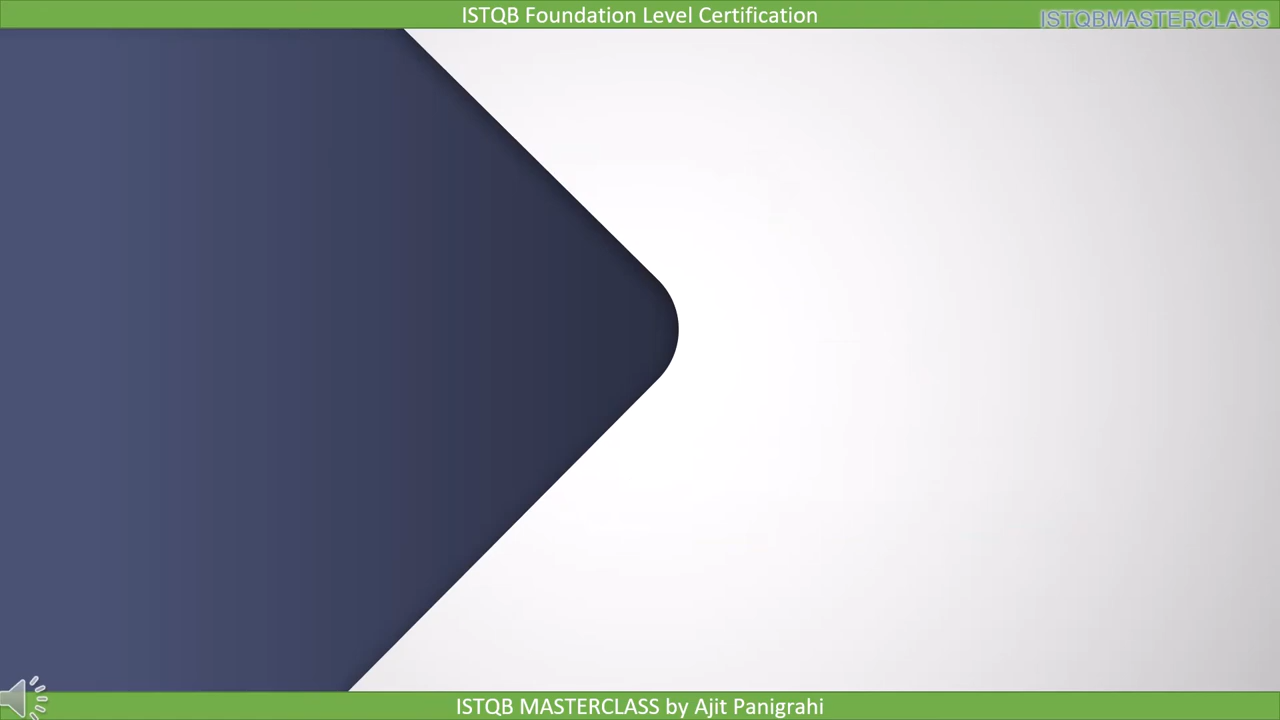 ISTQB Foundation Level Certification
ISTQBMASTERCLASS
ISTQB MASTERCLASS by Ajit Panigrahi